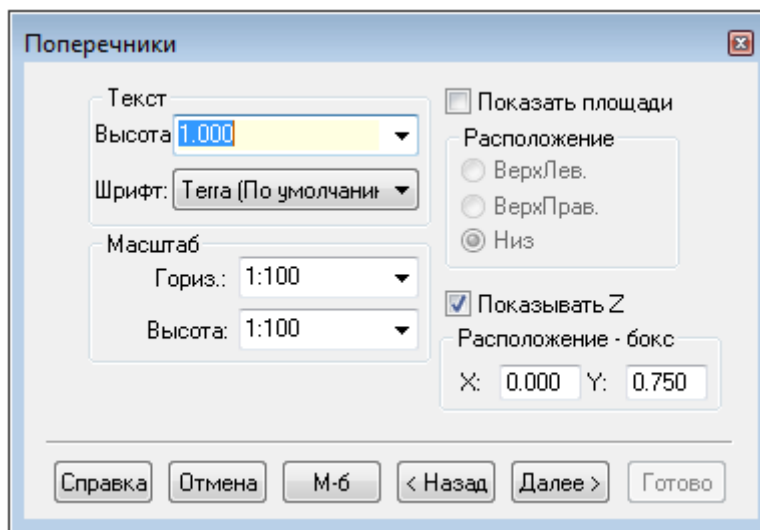 Поперечники
Текст
Высота 1.000
Шрифт: Terra (По умолчани
Масштаб
Гориз.: 1:100
Высота: 1:100
Показать площади
Расположение
ВерхЛев.
ВерхПрав.
Низ
Показывать Z
Расположение - бокс
X: 0.000 Y: 0.750
Справка Отмена М-б < Назад Далее > Готово